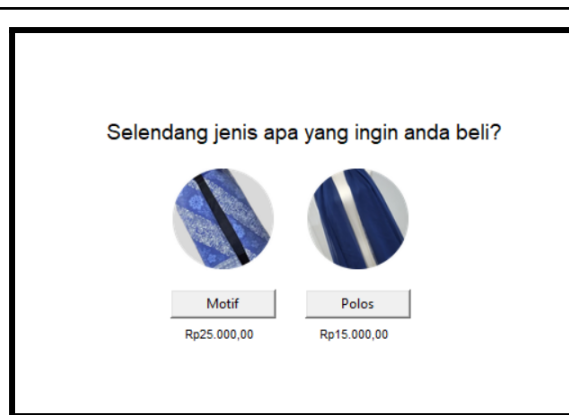 Selendang jenis apa yang ingin anda beli?
Motif Polos
Rp25.000,00 Rp15.000,00